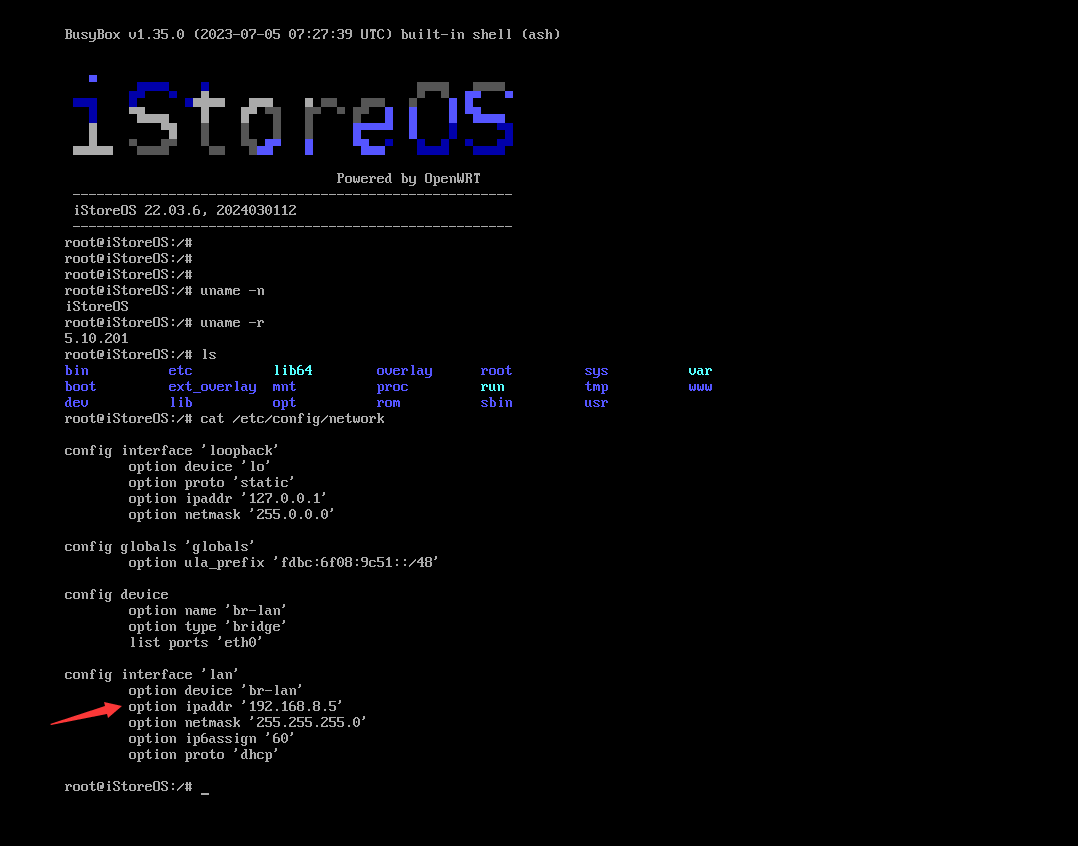 BusyBox v1.35.0 (2023-07-05 07:27:39 UTC) built-in shell (ash)
iStoreOS
Powered by OpenWRT
-------------------------------------------------------
iStoreOS 22.03.6, 2024030112
-------------------------------------------------------
root@iStoreOS:/#
root@iStoreOS:/#
root@iStoreOS:/#
root@iStoreOS:/# uname -n
iStoreOS
root@iStoreOS:/# uname -r
5.10.201
root@iStoreOS:/# ls
bin etc lib64 overlay root sys var
boot ext_overlay mnt proc run tmp www
dev lib opt rom sbin usr
root@iStoreOS:/# cat /etc/config/network
config interface 'loopback'
option device 'lo'
option proto 'static'
option ipaddr '127.0.0.1'
option netmask '255.0.0.0'
config globals 'globals'
option ula_prefix 'fdbc:6f08:9c51::/48'
config device
option name 'br-lan'
option type 'bridge'
list ports 'eth0'
config interface 'lan'
option device 'br-lan'
option ipaddr '192.168.8.5'
option netmask '255.255.255.0'
option ip6assign '60'
option proto 'dhcp'
root@iStoreOS:/# _